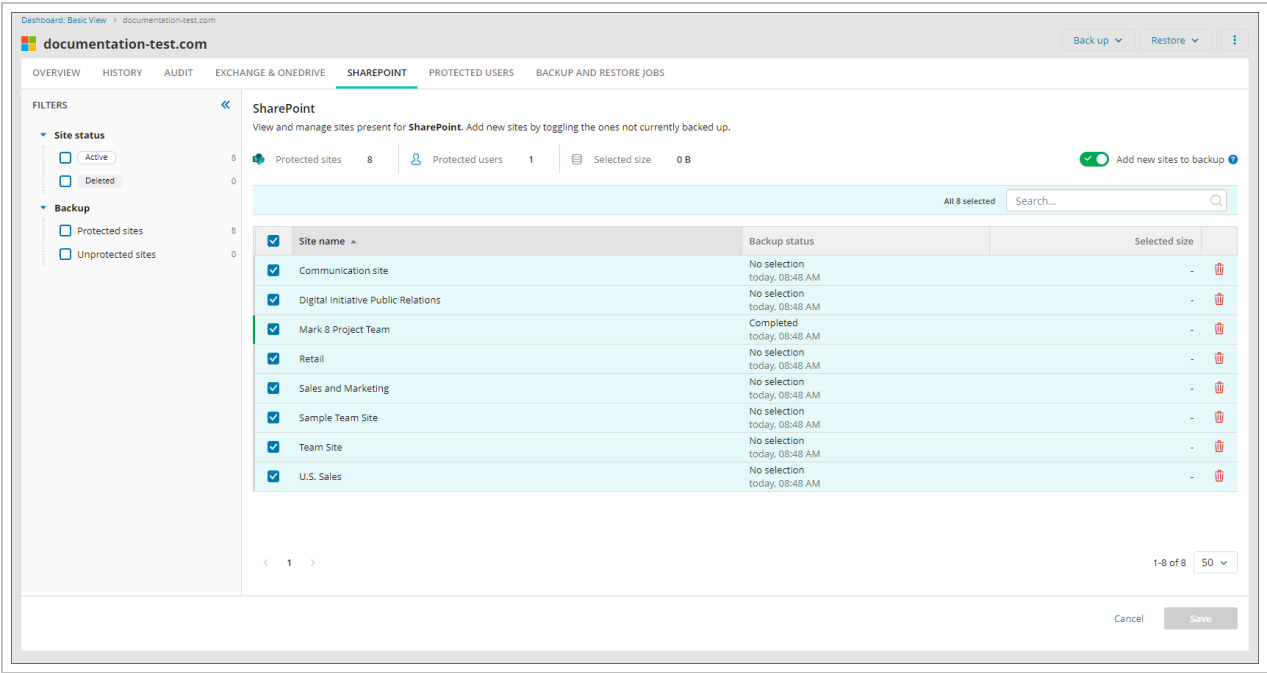 Dashboard: Basic View > documentation-test.com
documentation-test.com
Back up
Restore
OVERVIEW HISTORY AUDIT EXCHANGE & ONEDRIVE SHAREPOINT PROTECTED USERS BACKUP AND RESTORE JOBS
FILTERS
Site status
Active 8
Deleted 0
Backup
Protected sites 8
Unprotected sites 0
SharePoint
View and manage sites present for SharePoint. Add new sites by toggling the ones not currently backed up.
Protected sites 8 Protected users 1 Selected size 0 B Add new sites to backup ?
All 8 selected Search...
Site name Backup status Selected size
Communication site No selection -
today, 08:48 AM
Digital Initiative Public Relations No selection -
today, 08:48 AM
Mark 8 Project Team Completed -
today, 08:48 AM
Retail No selection -
today, 08:48 AM
Sales and Marketing No selection -
today, 08:48 AM
Sample Team Site No selection -
today, 08:48 AM
Team Site No selection -
today, 08:48 AM
U.S. Sales No selection -
today, 08:48 AM
< 1 > 1-8 of 8 50
Cancel Save